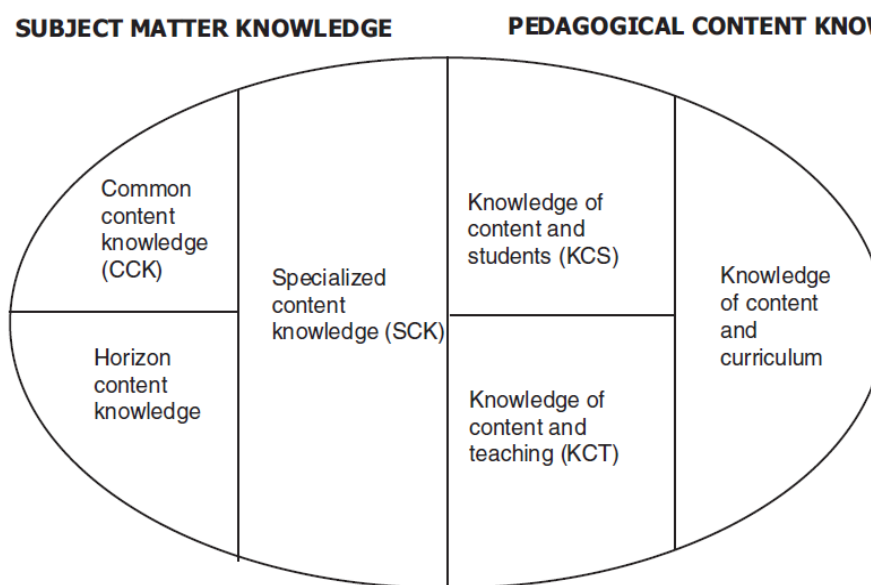 SUBJECT MATTER KNOWLEDGE
PEDAGOGICAL CONTENT KNOW
Common
content
knowledge
(CCK)
Horizon
content
knowledge
Specialized
content
knowledge (SCK)
Knowledge of
content and
students (KCS)
Knowledge of
content and
teaching (KCT)
Knowledge
of content
and
curriculum